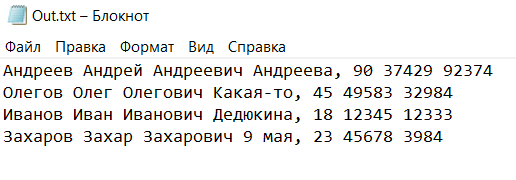 Out.txt – Блокнот
Файл Правка Формат Вид Справка
Андреев Андрей Андреевич Андреева, 90 37429 92374
Олегов Олег Олегович Какая-то, 45 49583 32984
Иванов Иван Иванович Дедюкина, 18 12345 12333
Захаров Захар Захарович 9 мая, 23 45678 3984